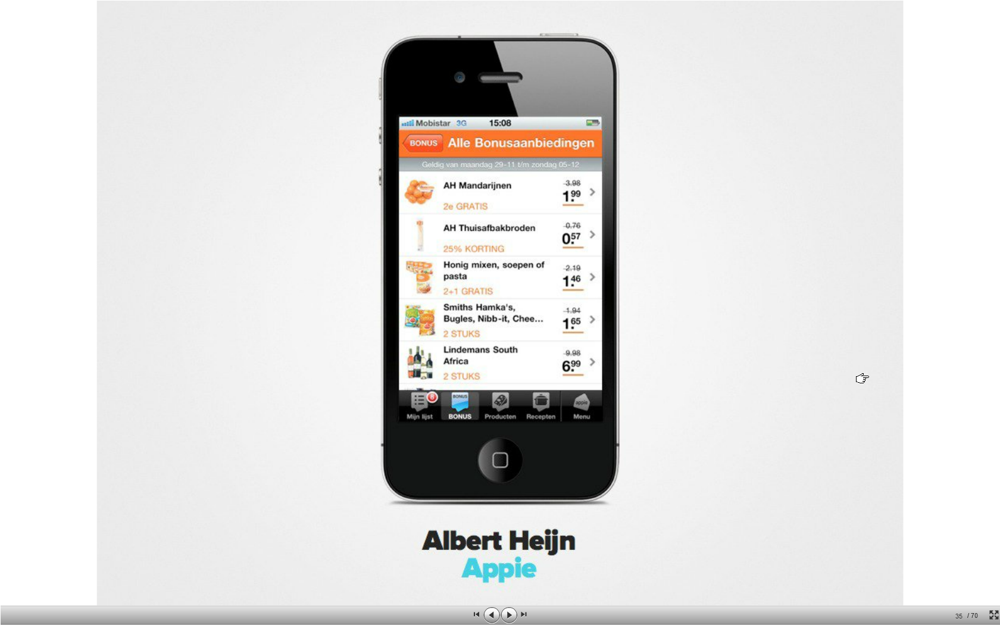 Mobistar 3G 15:08
BONUS Alle Bonusaanbiedingen
Geldig van maandag 29-11 t/m zondag 05-12
AH Mandarijnen
3.98
1.99
2e GRATIS
AH Thuisafbakbroden
0.76
0.57
25% KORTING
Honig mixen, soepen of
pasta
2.19
1.46
2+1 GRATIS
Smiths Hamka's,
Bugles, Nibb-it, Chee...
1.94
1.65
2 STUKS
Lindemans South
Africa
9.98
6.99
2 STUKS
8
BONUS
appie
Mijn lijst BONUS Producten Recepten Menu
Albert Heijn
Appie
35 / 70